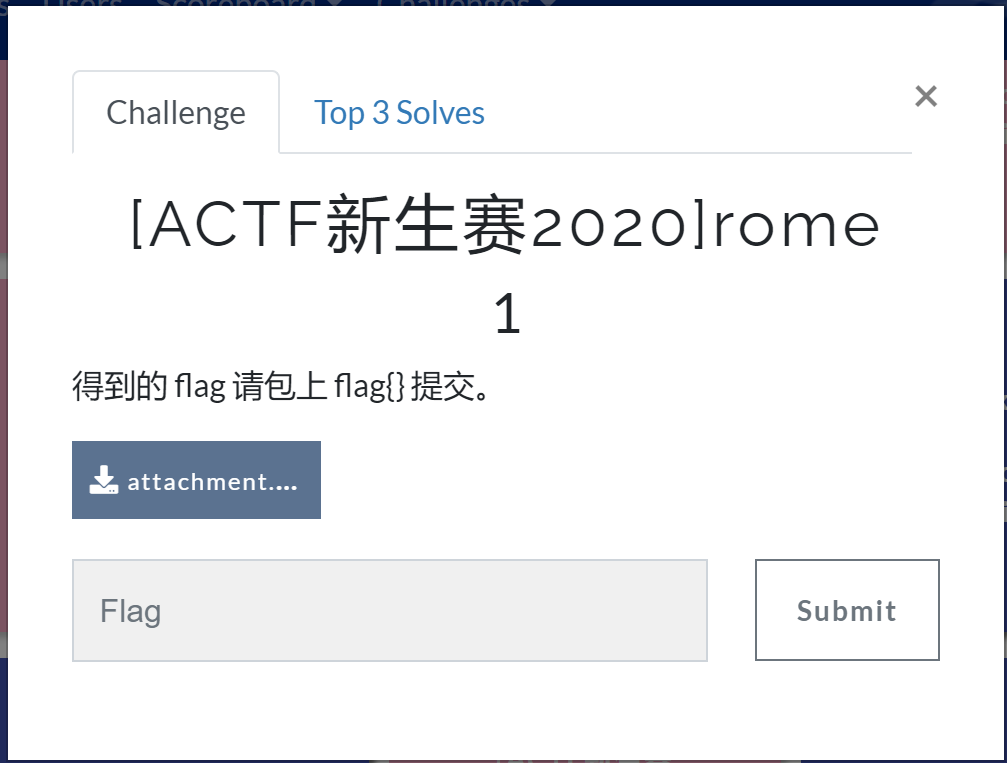 Users Scoreboard Challenges
Challenge
Top 3 Solves
×
[ACTF新生赛2020]rome
1
得到的 flag 请包上 flag{} 提交。
attachment....
Flag
Submit